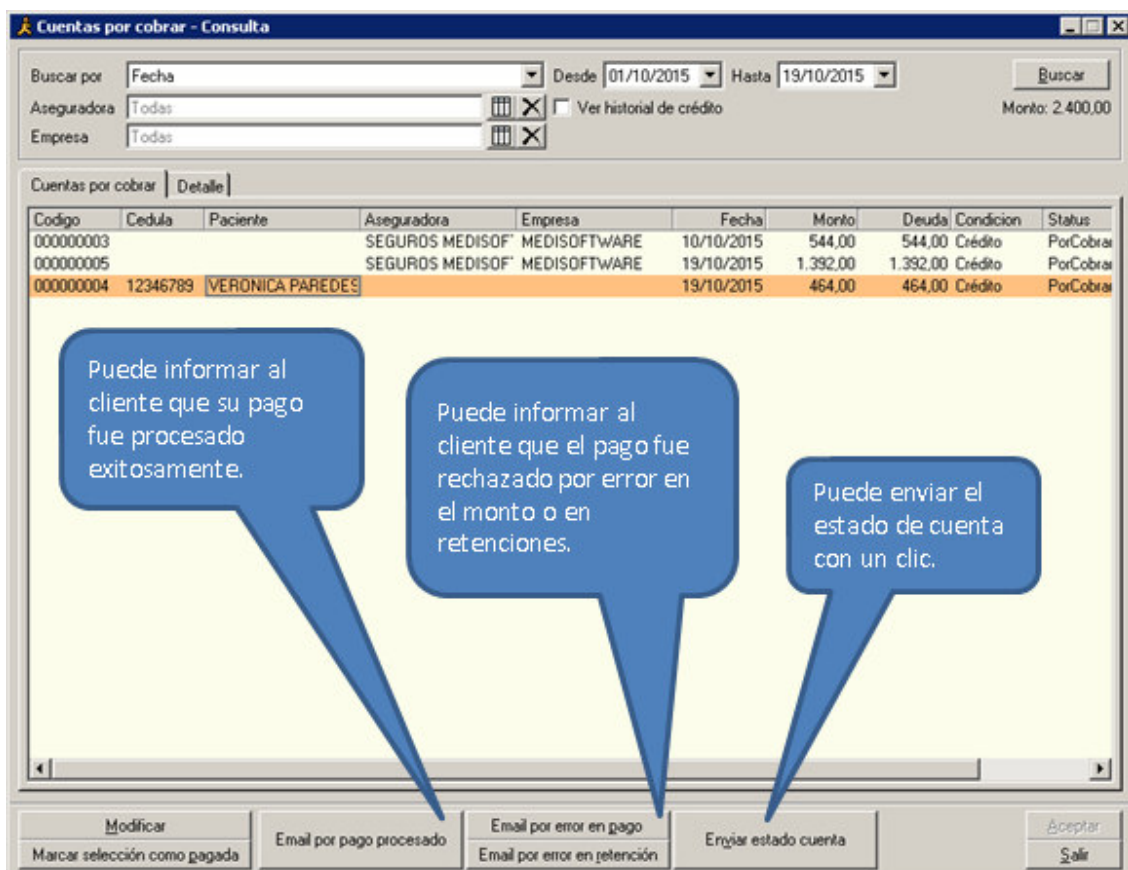 Cuentas por cobrar - Consulta
Buscar por Fecha Desde 01/10/2015 Hasta 19/10/2015 Buscar
Aseguradora Todas Ver historial de crédito Monto: 2.400,00
Empresa Todas
Cuentas por cobrar Detalle
Codigo Cedula Paciente Aseguradora Empresa Fecha Monto Deuda Condicion Status
000000003 SEGUROS MEDISOF MEDISOFTWARE 10/10/2015 544,00 544,00 Crédito PorCobrar
000000005 SEGUROS MEDISOF MEDISOFTWARE 19/10/2015 1.392,00 1.392,00 Crédito PorCobrar
000000004 12346789 VERONICA PAREDES 19/10/2015 464,00 464,00 Crédito PorCobrar
Puede informar al
cliente que su pago
fue procesado
exitosamente.
Puede informar al
cliente que el pago fue
rechazado por error en
el monto o en
retenciones.
Puede enviar el
estado de cuenta
con un clic.
Modificar
Marcar selección como pagada
Email por pago procesado
Email por error en pago
Email por error en retención
Enviar estado cuenta
Aceptar
Salir